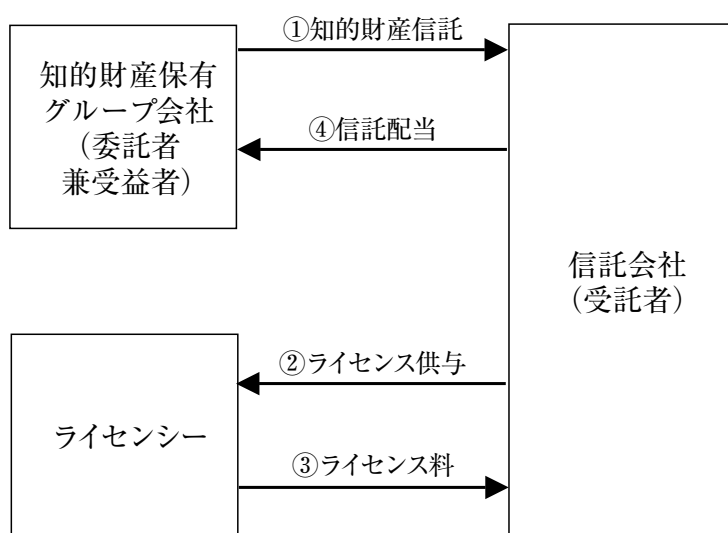 ①知的財産信託
知的財産保有
グループ会社
（委託者
兼受益者）
④信託配当
信託会社
（受託者）
②ライセンス供与
ライセンシー
③ライセンス料